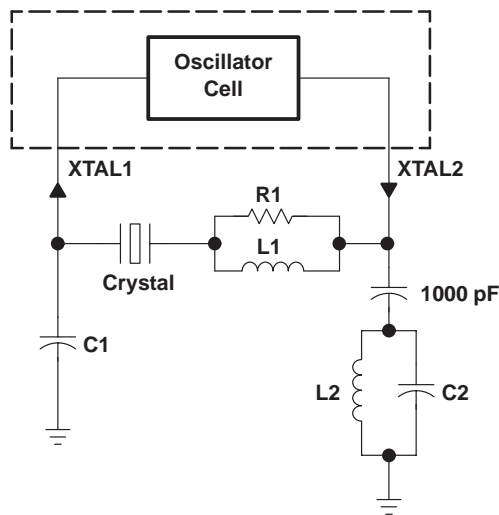 Oscillator
Cell
XTAL1
XTAL2
R1
L1
Crystal
1000 pF
C1
L2
C2